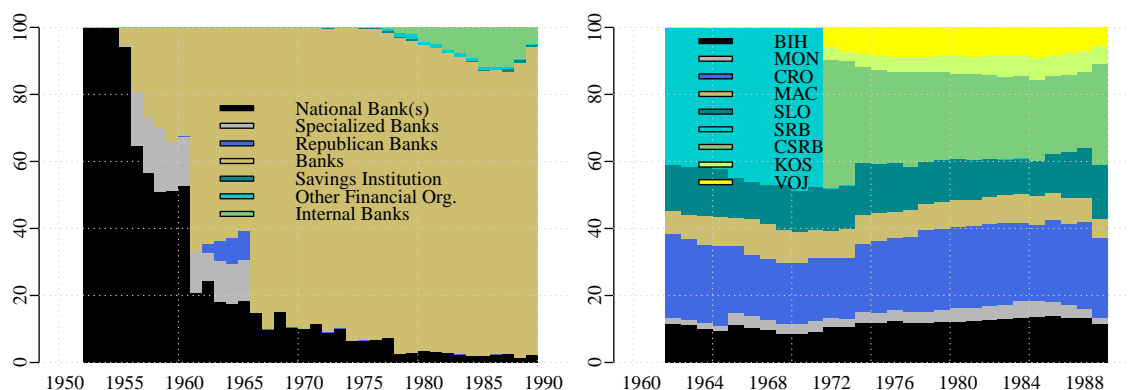 100
80
60
40
20
0
National Bank(s)
Specialized Banks
Republican Banks
Banks
Savings Institution
Other Financial Org.
Internal Banks
1950 1955 1960 1965 1970 1975 1980 1985 1990
100
80
60
40
20
0
BIH
MON
CRO
MAC
SLO
SRB
CSRB
KOS
VOJ
1960 1964 1968 1972 1976 1980 1984 1988